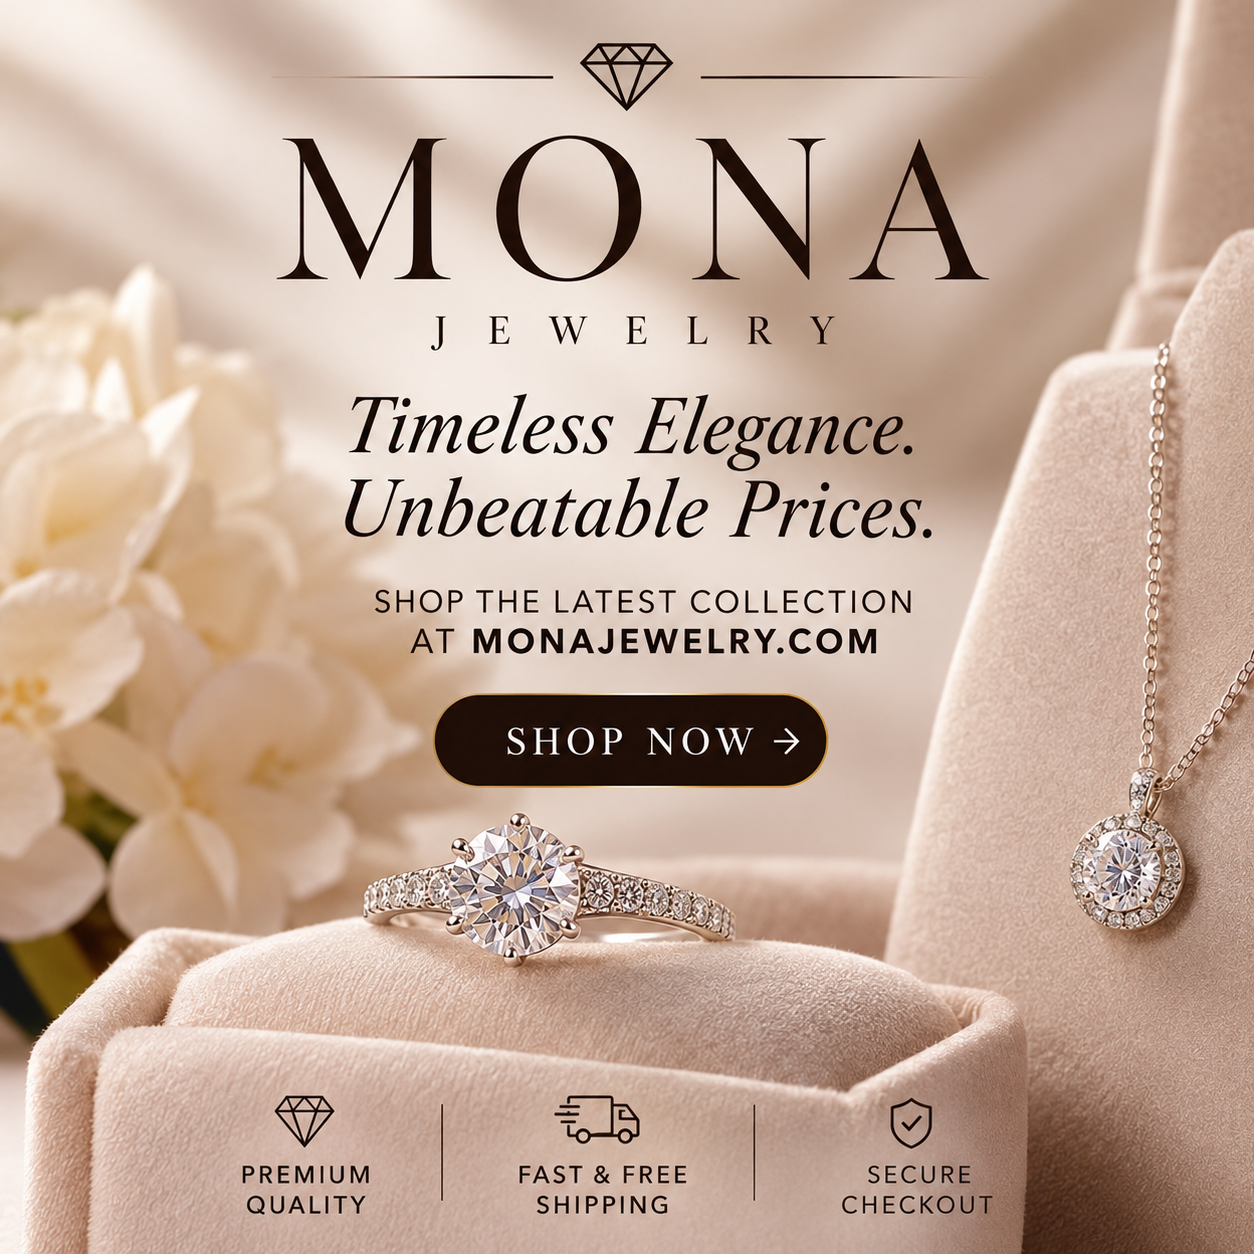 MONA
JEWELRY
Timeless Elegance.
Unbeatable Prices.
SHOP THE LATEST COLLECTION
AT MONAJEWELRY.COM
SHOP NOW →
PREMIUM
QUALITY
FAST & FREE
SHIPPING
SECURE
CHECKOUT